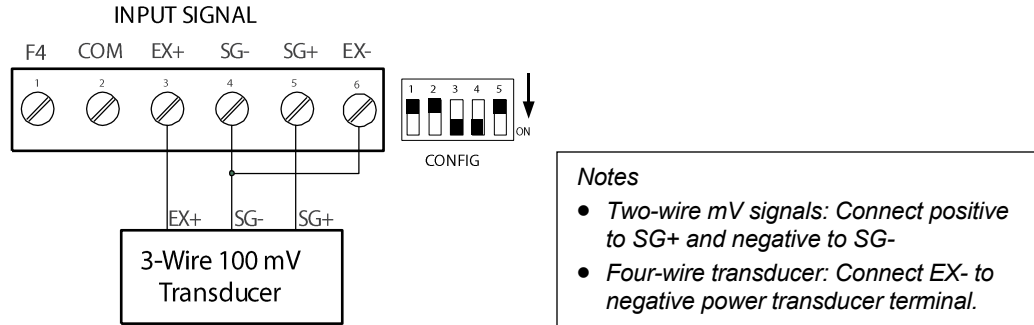 INPUT SIGNAL
F4 COM EX+ SG- SG+ EX-
1 2 3 4 5 6
1 2 3 4 5
ON
CONFIG
EX+ SG- SG+
3-Wire 100 mV
Transducer
Notes
• Two-wire mV signals: Connect positive
to SG+ and negative to SG-
• Four-wire transducer: Connect EX- to
negative power transducer terminal.